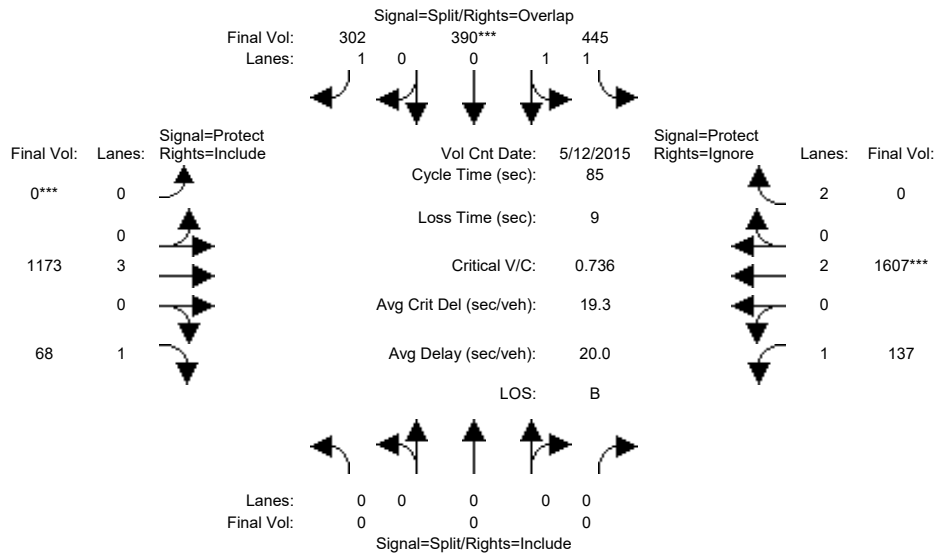 Signal=Split/Rights=Overlap
Final Vol: 302 390*** 445
Lanes: 1 0 0 1 1
Signal=Protect Signal=Protect
Final Vol: Lanes: Rights=Include Vol Cnt Date: 5/12/2015 Rights=Ignore Lanes: Final Vol:
Cycle Time (sec): 85
0*** 0 2 0
Loss Time (sec): 9
0 0
1173 3 Critical V/C: 0.736 2 1607***
0 Avg Crit Del (sec/veh): 19.3 0
68 1 Avg Delay (sec/veh): 20.0 1 137
LOS: B
Lanes: 0 0 0 0 0
Final Vol: 0 0 0
Signal=Split/Rights=Include